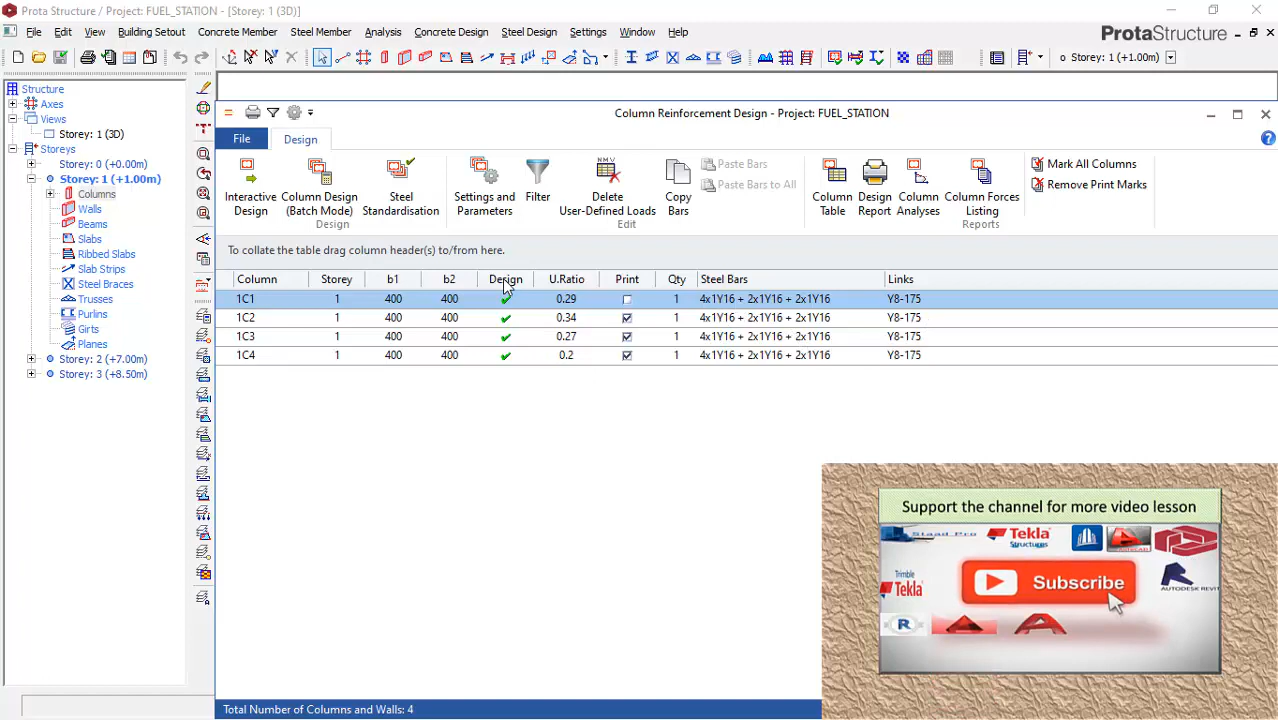 Prota Structure / Project: FUEL_STATION - [Storey: 1 (3D)]
File Edit View Building Setout Concrete Member Steel Member Analysis Concrete Design Steel Design Settings Window Help
ProtaStructure
Storey: 1 (+1.00m)
Structure
Axes
Views
Storey: 1 (3D)
Storeys
Storey: 0 (+0.00m)
Storey: 1 (+1.00m)
Columns
Walls
Beams
Slabs
Ribbed Slabs
Slab Strips
Steel Braces
Trusses
Purlins
Girts
Planes
Storey: 2 (+7.00m)
Storey: 3 (+8.50m)
Column Reinforcement Design - Project: FUEL_STATION
File Design
Interactive Design
Column Design (Batch Mode)
Steel Standardisation
Design
Settings and Parameters
Filter
NMV
Delete User-Defined Loads
Copy Bars
Paste Bars
Paste Bars to All
Edit
Column Table
Design Report
Column Analyses
Column Forces Listing
Reports
Mark All Columns
Remove Print Marks
To collate the table drag column header(s) to/from here.
Column Storey b1 b2 Design U.Ratio Print Qty Steel Bars Links
1C1 1 400 400 0.29 1 4x1Y16 + 2x1Y16 + 2x1Y16 Y8-175
1C2 1 400 400 0.34 1 4x1Y16 + 2x1Y16 + 2x1Y16 Y8-175
1C3 1 400 400 0.27 1 4x1Y16 + 2x1Y16 + 2x1Y16 Y8-175
1C4 1 400 400 0.2 1 4x1Y16 + 2x1Y16 + 2x1Y16 Y8-175
Total Number of Columns and Walls: 4
Support the channel for more video lesson
Staad Pro
Tekla
Structures
Trimble
Tekla
Subscribe
AUTODESK REVIT